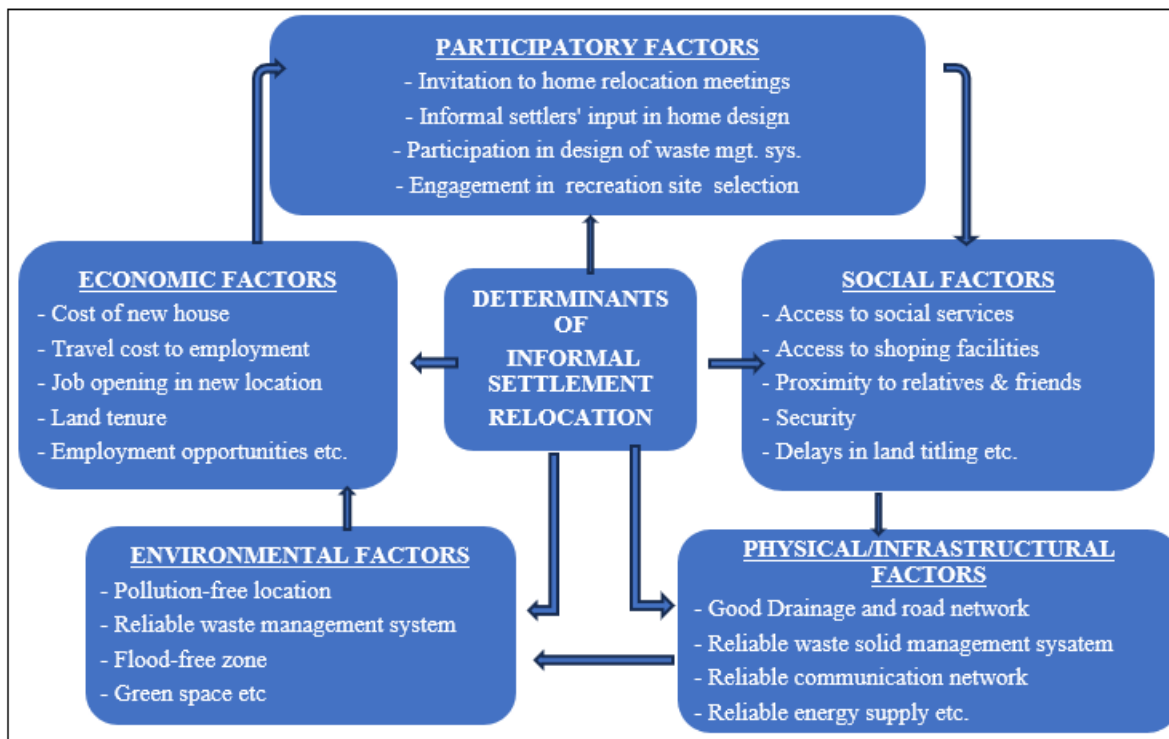 PARTICIPATORY FACTORS
- Invitation to home relocation meetings
- Informal settlers' input in home design
- Participation in design of waste mgt. sys.
- Engagement in recreation site selection
ECONOMIC FACTORS
- Cost of new house
- Travel cost to employment
- Job opening in new location
- Land tenure
- Employment opportunities etc.
DETERMINANTS
OF
INFORMAL
SETTLEMENT
RELOCATION
SOCIAL FACTORS
- Access to social services
- Access to shoping facilities
- Proximity to relatives & friends
- Security
- Delays in land titling etc.
ENVIRONMENTAL FACTORS
- Pollution-free location
- Reliable waste management system
- Flood-free zone
- Green space etc
PHYSICAL/INFRASTRUCTURAL
FACTORS
- Good Drainage and road network
- Reliable waste solid management sysatem
- Reliable communication network
- Reliable energy supply etc.